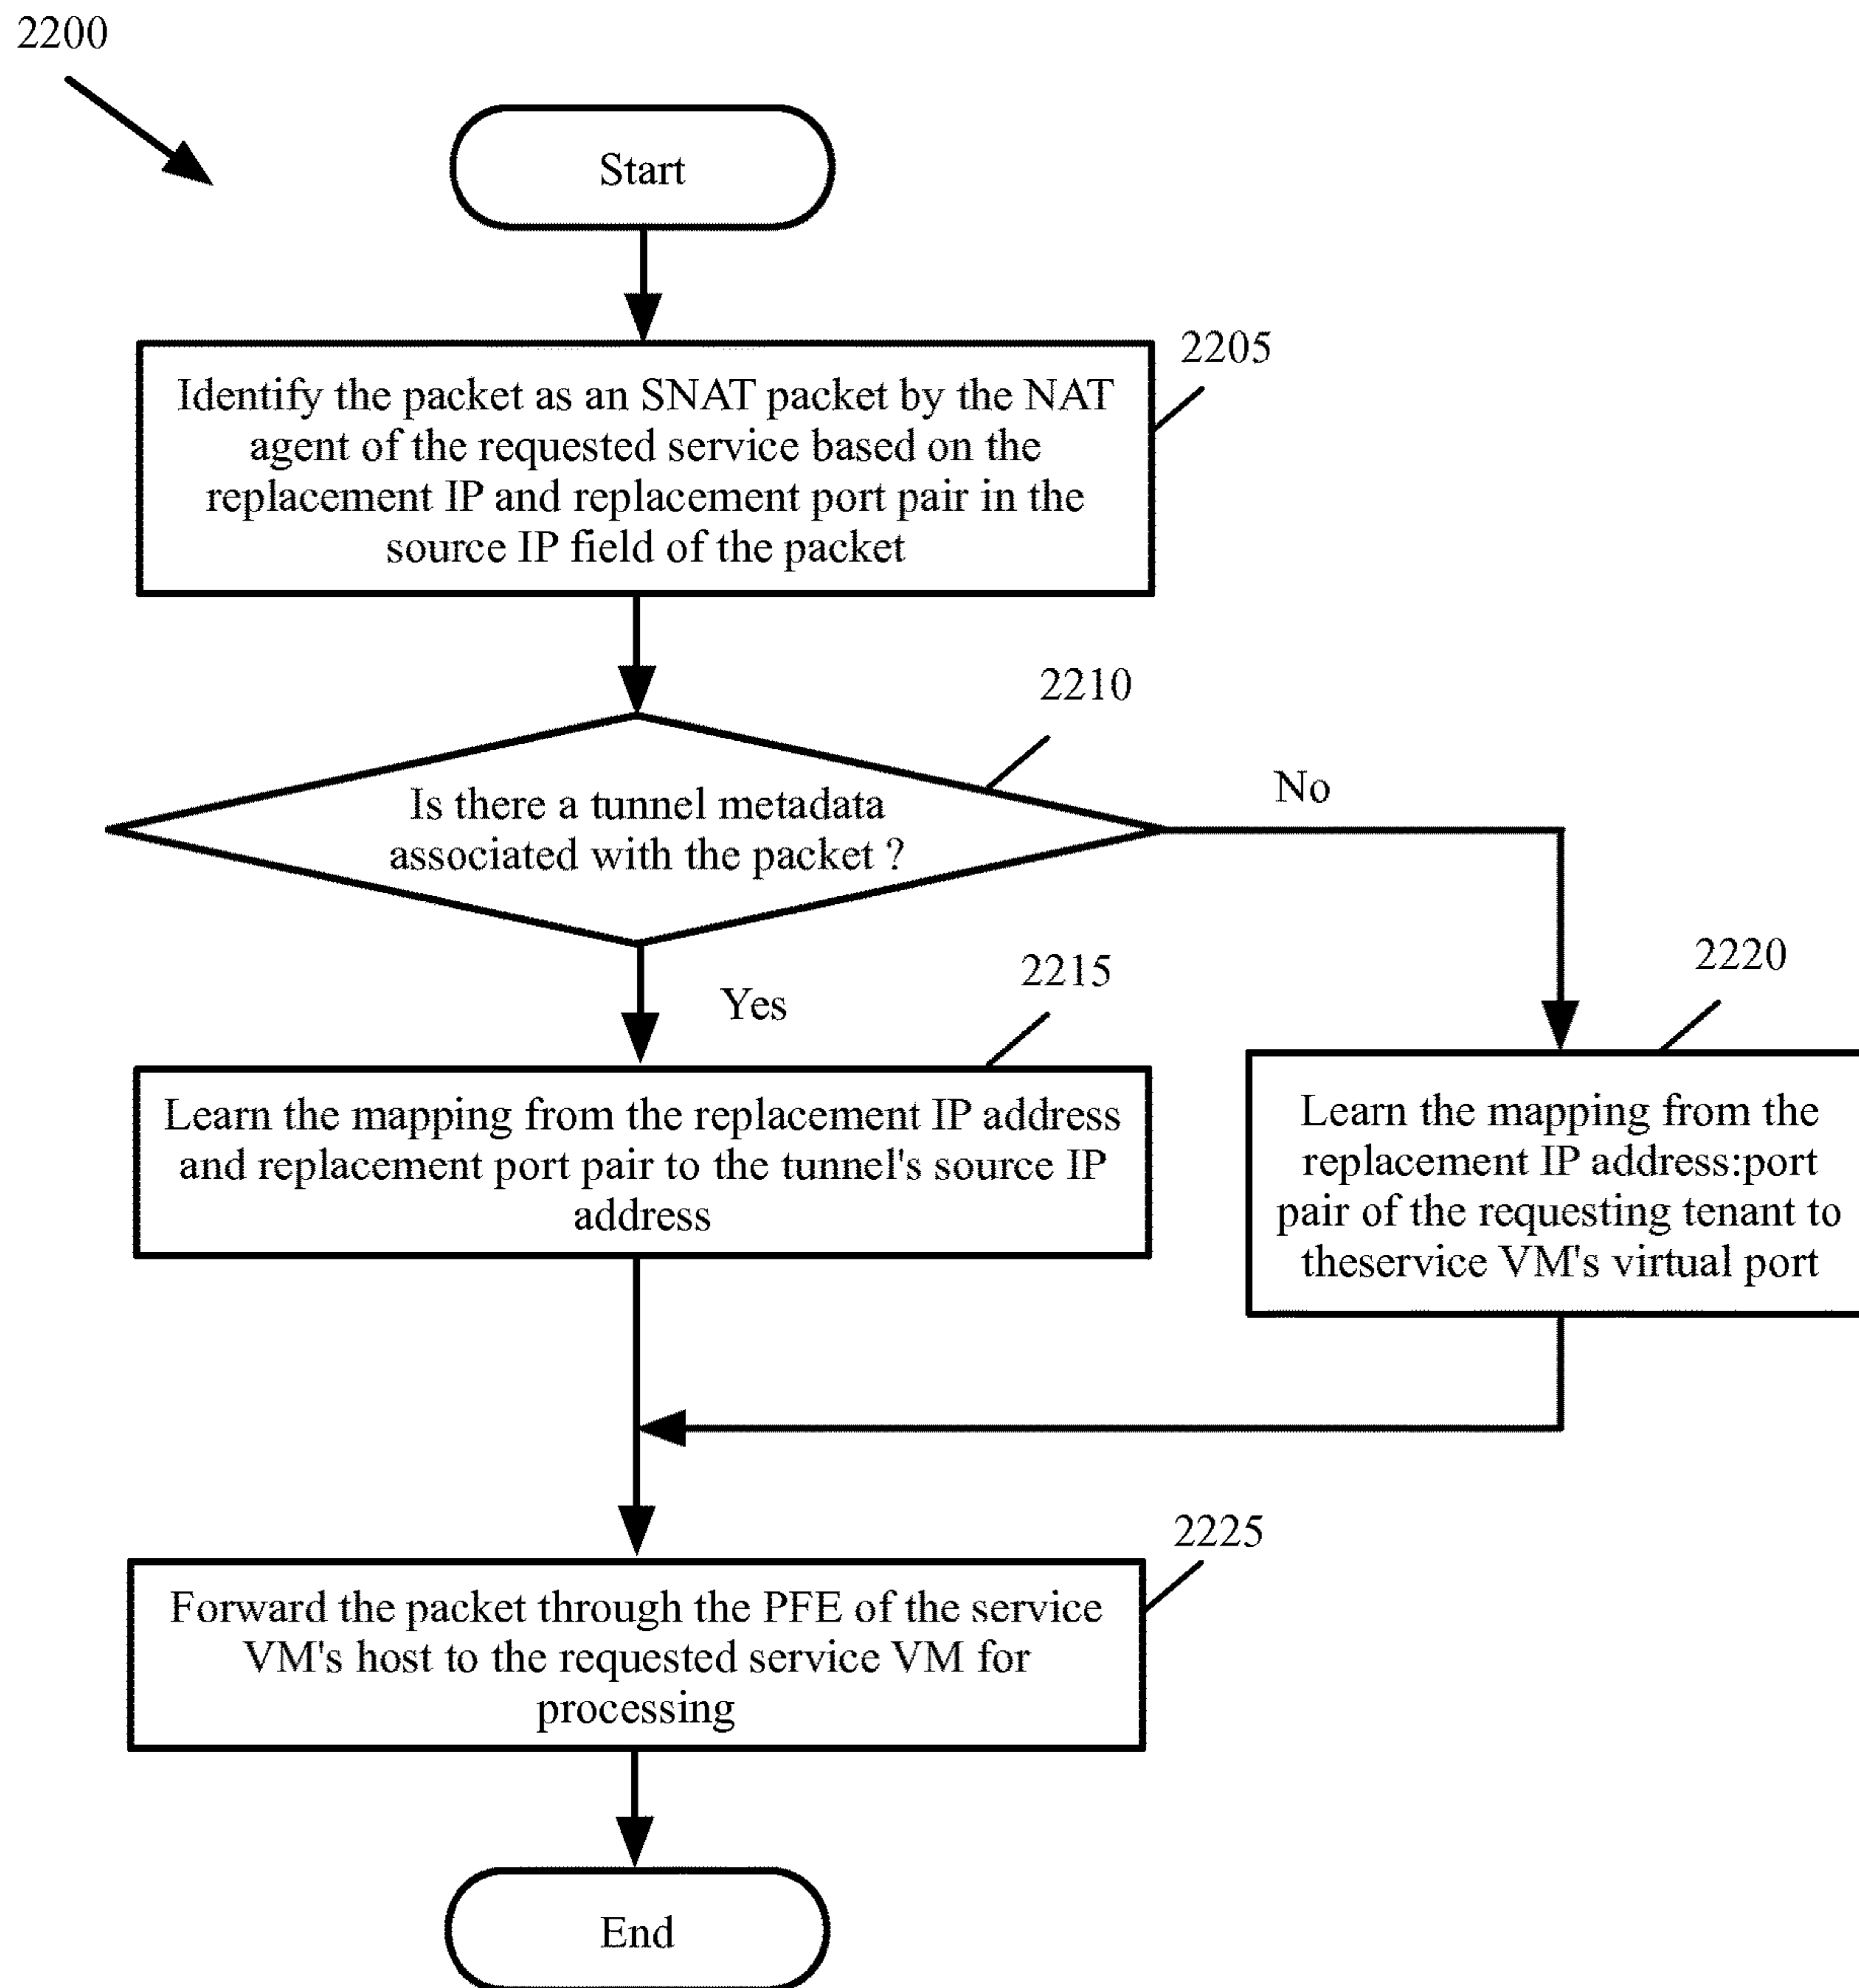 2200
Start
2205
Identify the packet as an SNAT packet by the NAT
agent of the requested service based on the
replacement IP and replacement port pair in the
source IP field of the packet
2210
Is there a tunnel metadata
associated with the packet ?
No
Yes
2215
Learn the mapping from the replacement IP address
and replacement port pair to the tunnel's source IP
address
2220
Learn the mapping from the
replacement IP address:port
pair of the requesting tenant to
theservice VM's virtual port
2225
Forward the packet through the PFE of the service
VM's host to the requested service VM for
processing
End